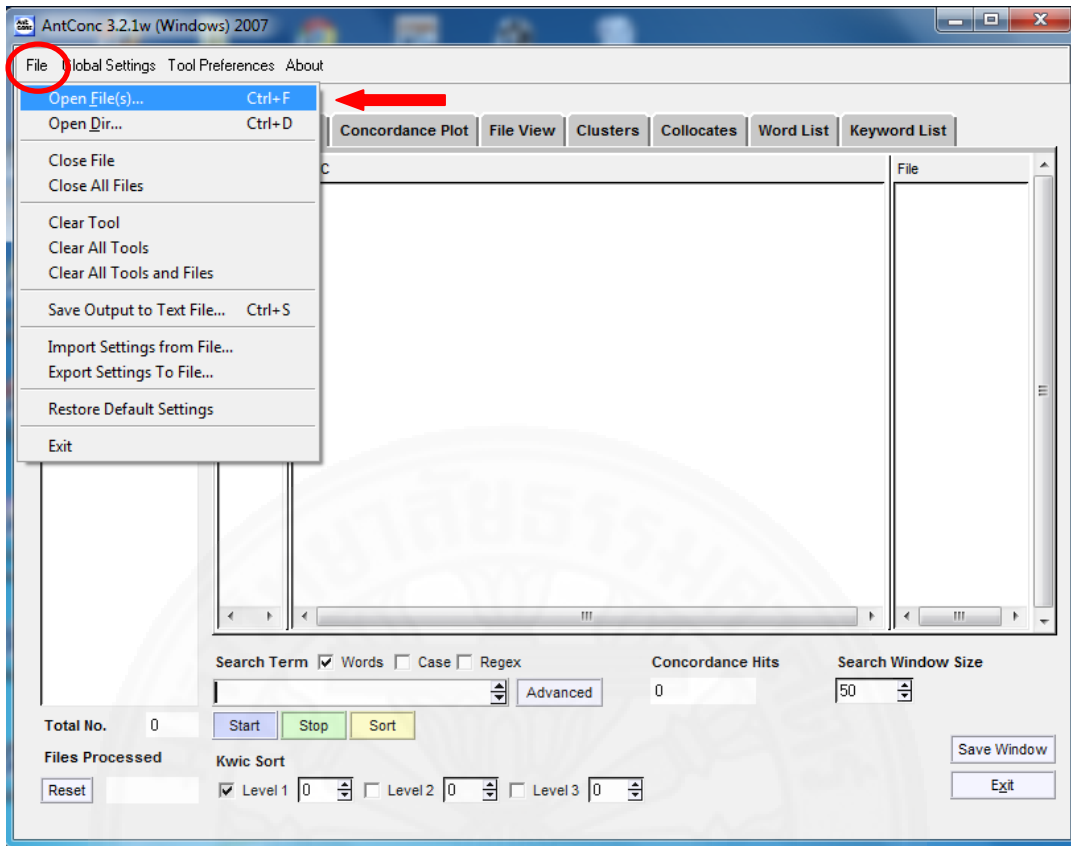 AntConc 3.2.1w (Windows) 2007
File Global Settings Tool Preferences About
Open File(s)... Ctrl+F
Open Dir... Ctrl+D
Close File
Close All Files
Clear Tool
Clear All Tools
Clear All Tools and Files
Save Output to Text File... Ctrl+S
Import Settings from File...
Export Settings To File...
Restore Default Settings
Exit
Concordance Plot File View Clusters Collocates Word List Keyword List
C File
Search Term Words Case Regex Concordance Hits Search Window Size
Advanced 0 50
Total No. 0 Start Stop Sort
Files Processed
Kwic Sort
Reset Level 1 0 Level 2 0 Level 3 0
Save Window
Exit